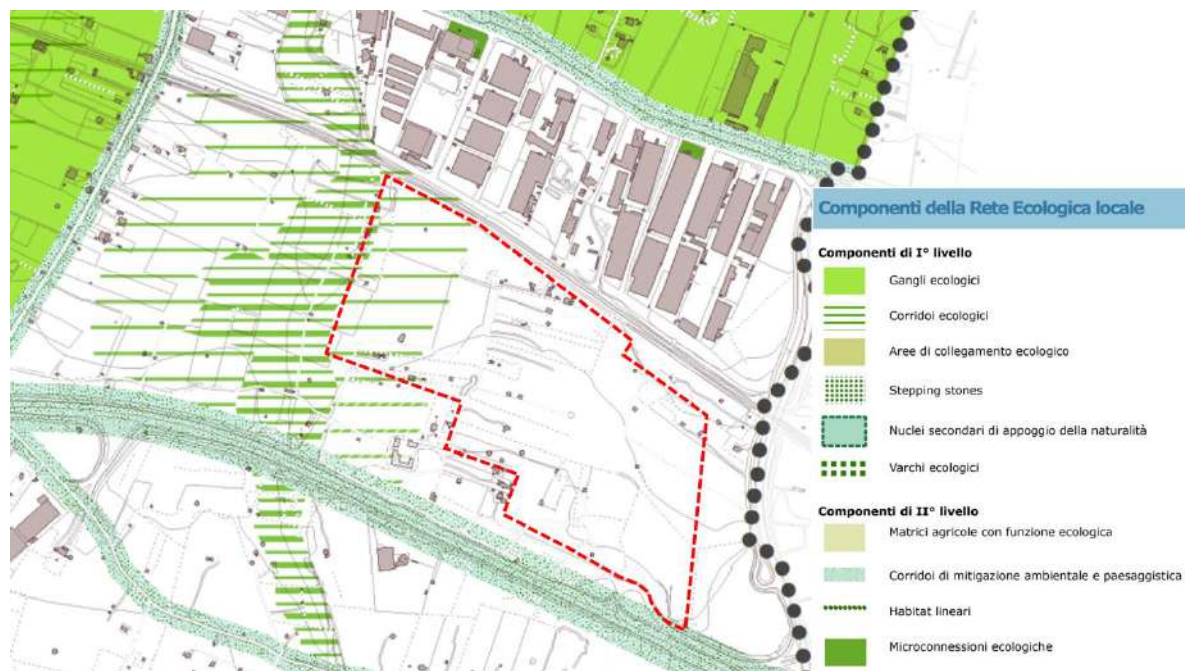 Componenti della Rete Ecologica locale
Componenti di I° livello
Gangli ecologici
Corridoi ecologici
Aree di collegamento ecologico
Stepping stones
Nuclei secondari di appoggio della naturalità
Varchi ecologici
Componenti di II° livello
Matrici agricole con funzione ecologica
Corridoi di mitigazione ambientale e paesaggistica
Habitat lineari
Microconnessioni ecologiche